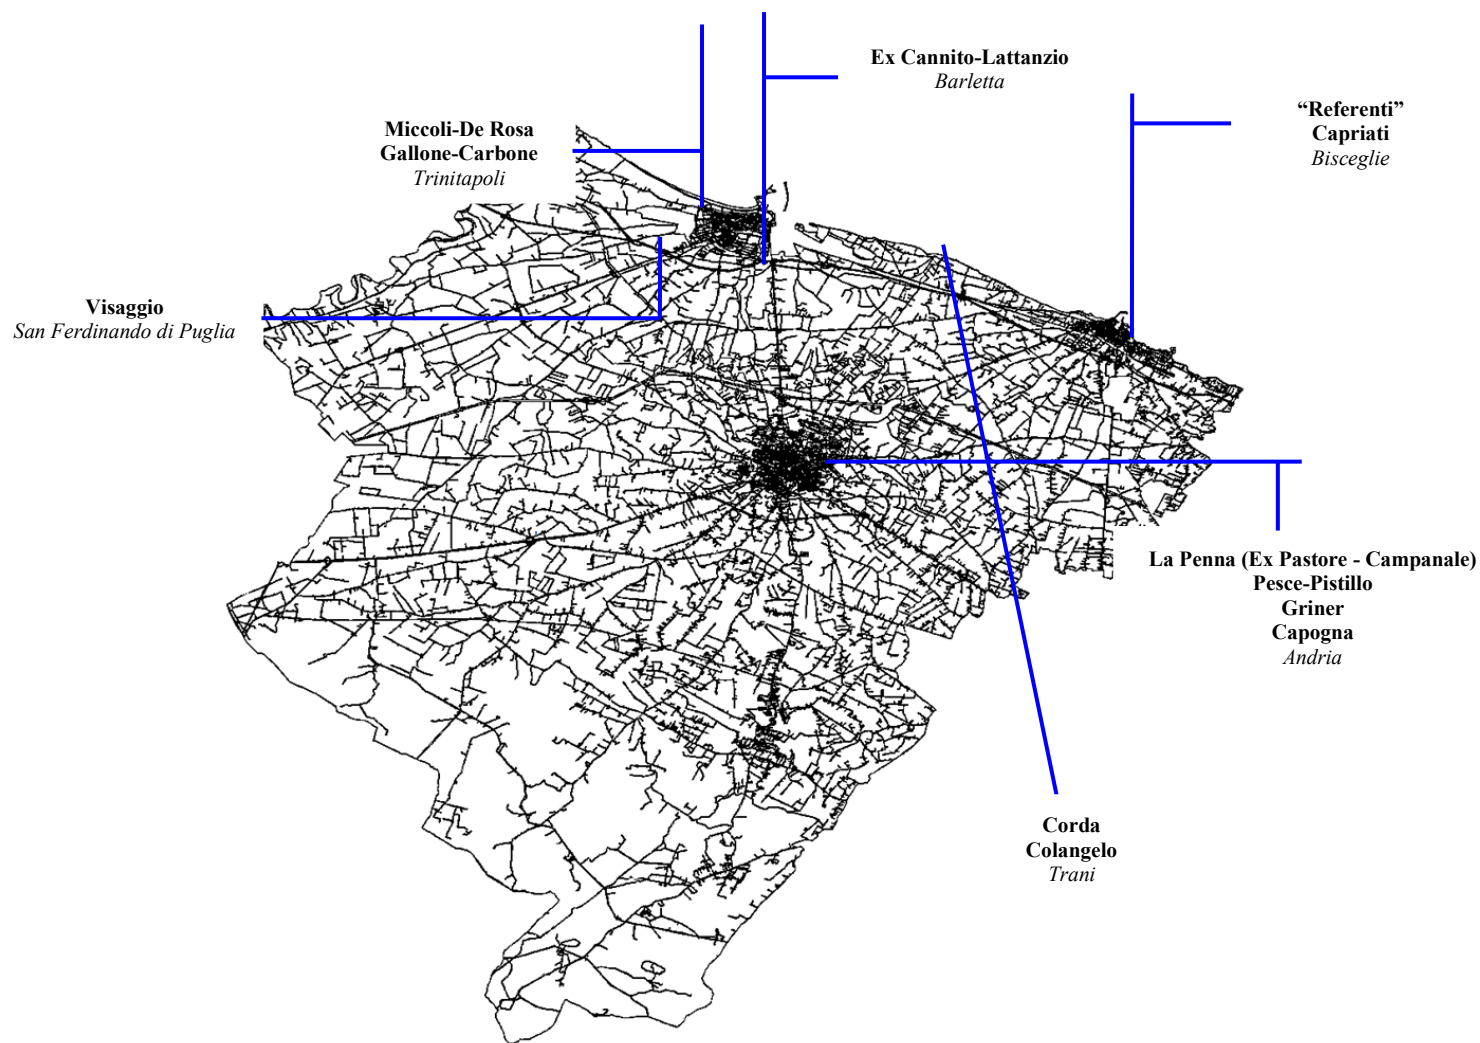 Ex Cannito-Lattanzio
Barletta
“Referenti”
Capriati
Bisceglie
Miccoli-De Rosa
Gallone-Carbone
Trinitapoli
Visaggio
San Ferdinando di Puglia
La Penna (Ex Pastore - Campanale)
Pesce-Pistillo
Griner
Capogna
Andria
Corda
Colangelo
Trani